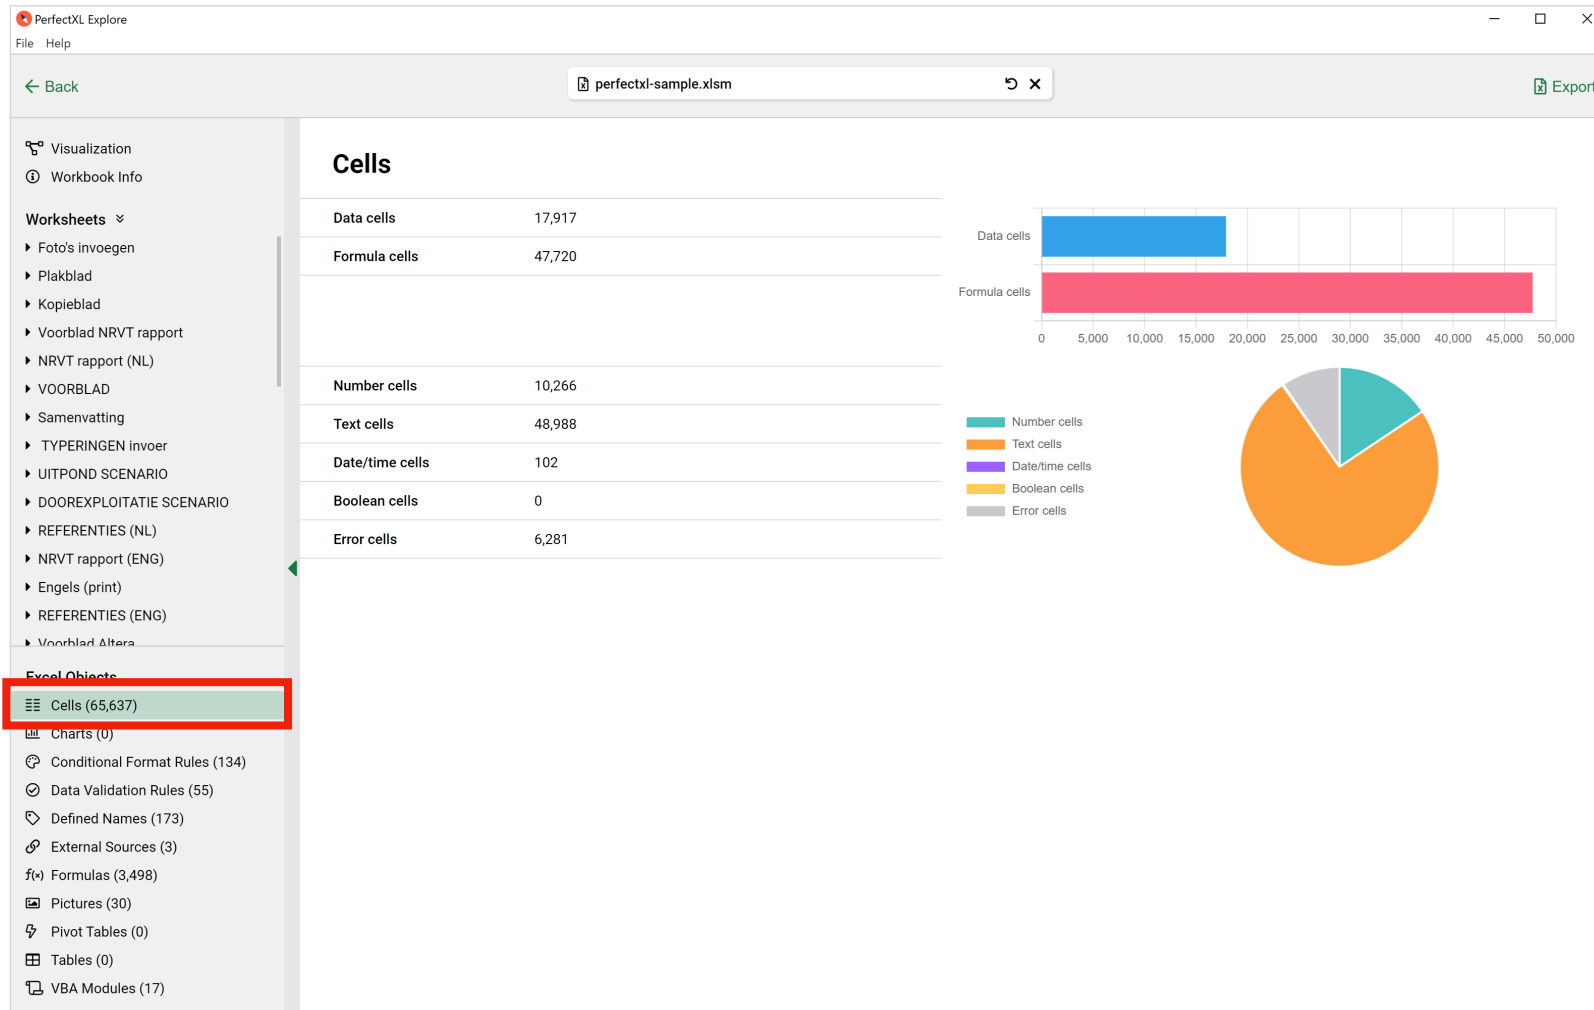 PerfectXL Explore
File Help
Back
perfectxl-sample.xlsm
Export
Visualization
Workbook Info
Worksheets
Foto's invoegen
Plakblad
Kopieblad
Voorblad NRVT rapport
NRVT rapport (NL)
VOORBLAD
Samenvatting
TYPERINGEN invoer
UITPOND SCENARIO
DOOREXPLOITATIE SCENARIO
REFERENTIES (NL)
NRVT rapport (ENG)
Engels (print)
REFERENTIES (ENG)
Voorblad Altera
Excel Objects
Cells (65,637)
Charts (0)
Conditional Format Rules (134)
Data Validation Rules (55)
Defined Names (173)
External Sources (3)
f(x) Formulas (3,498)
Pictures (30)
Pivot Tables (0)
Tables (0)
VBA Modules (17)
Cells
Data cells 17,917
Formula cells 47,720
Number cells 10,266
Text cells 48,988
Date/time cells 102
Boolean cells 0
Error cells 6,281
Data cells
Formula cells
0 5,000 10,000 15,000 20,000 25,000 30,000 35,000 40,000 45,000 50,000
Number cells
Text cells
Date/time cells
Boolean cells
Error cells